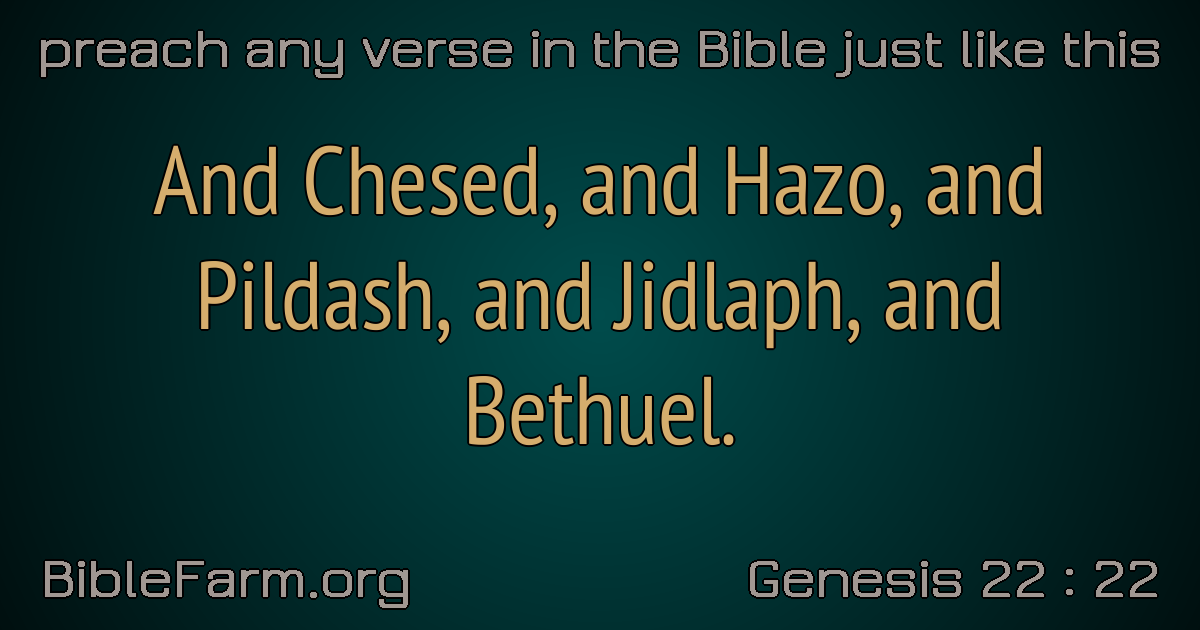 preach any verse in the Bible just like this
And Chesed, and Hazo, and
Pildash, and Jidlaph, and
Bethuel.
BibleFarm.org
Genesis 22 : 22